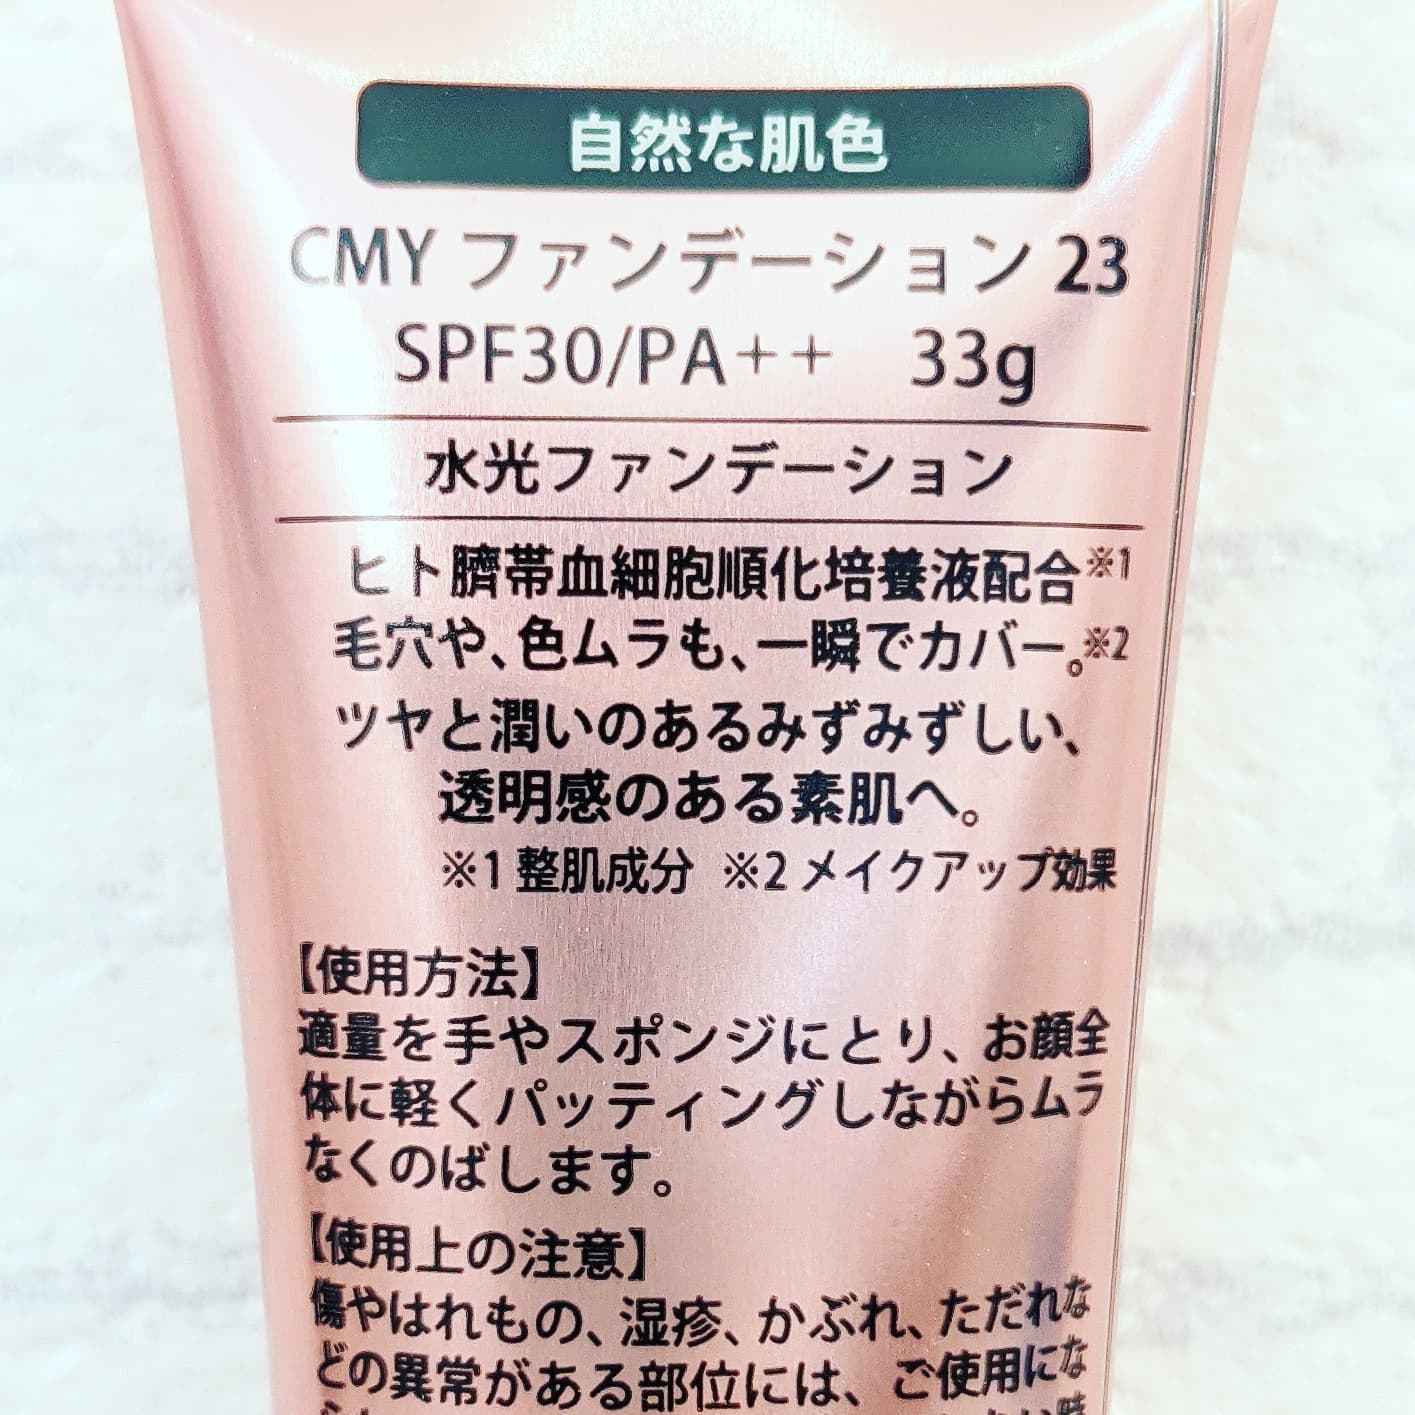 自然な肌色
CMY ファンデーション 23
SPF30/PA++ 33g
水光ファンデーション
ヒト臍帯血細胞順化培養液配合※1
毛穴や、色ムラも、一瞬でカバー。※2
ツヤと潤いのあるみずみずしい、
透明感のある素肌へ。
※1 整肌成分 ※2 メイクアップ効果
【使用方法】
適量を手やスポンジにとり、お顔全
体に軽くパッティングしながらムラ
なくのばします。
【使用上の注意】
傷やはれもの、湿疹、かぶれ、ただれな
どの異常がある部位には、ご使用にな